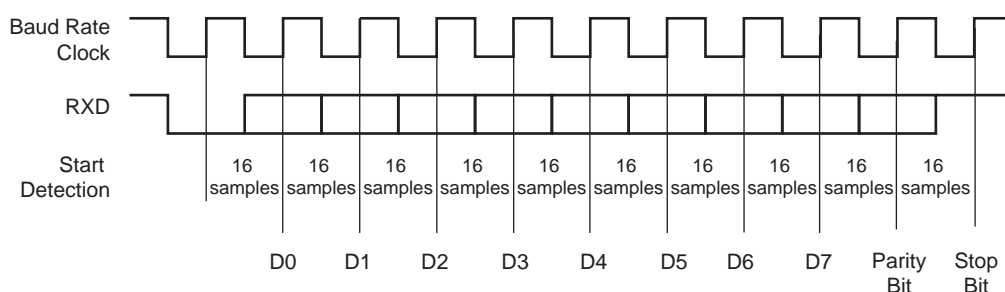 Baud Rate
Clock
RXD
Start
Detection
16 16 16 16 16 16 16 16 16 16
samples samples samples samples samples samples samples samples samples samples
D0 D1 D2 D3 D4 D5 D6 D7 Parity Stop
Bit Bit